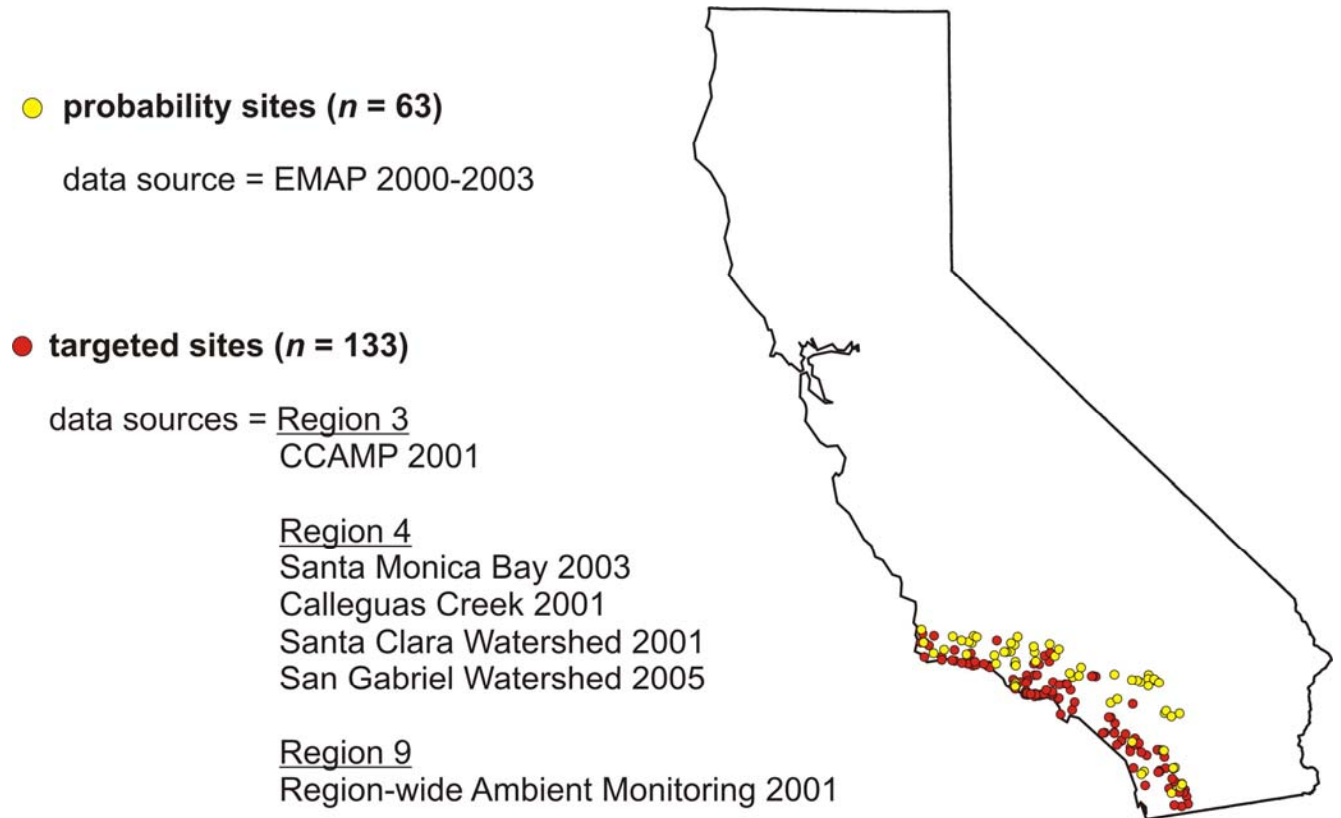 probability sites (n = 63)
data source = EMAP 2000-2003
targeted sites (n = 133)
data sources = Region 3
CCAMP 2001
Region 4
Santa Monica Bay 2003
Calleguas Creek 2001
Santa Clara Watershed 2001
San Gabriel Watershed 2005
Region 9
Region-wide Ambient Monitoring 2001